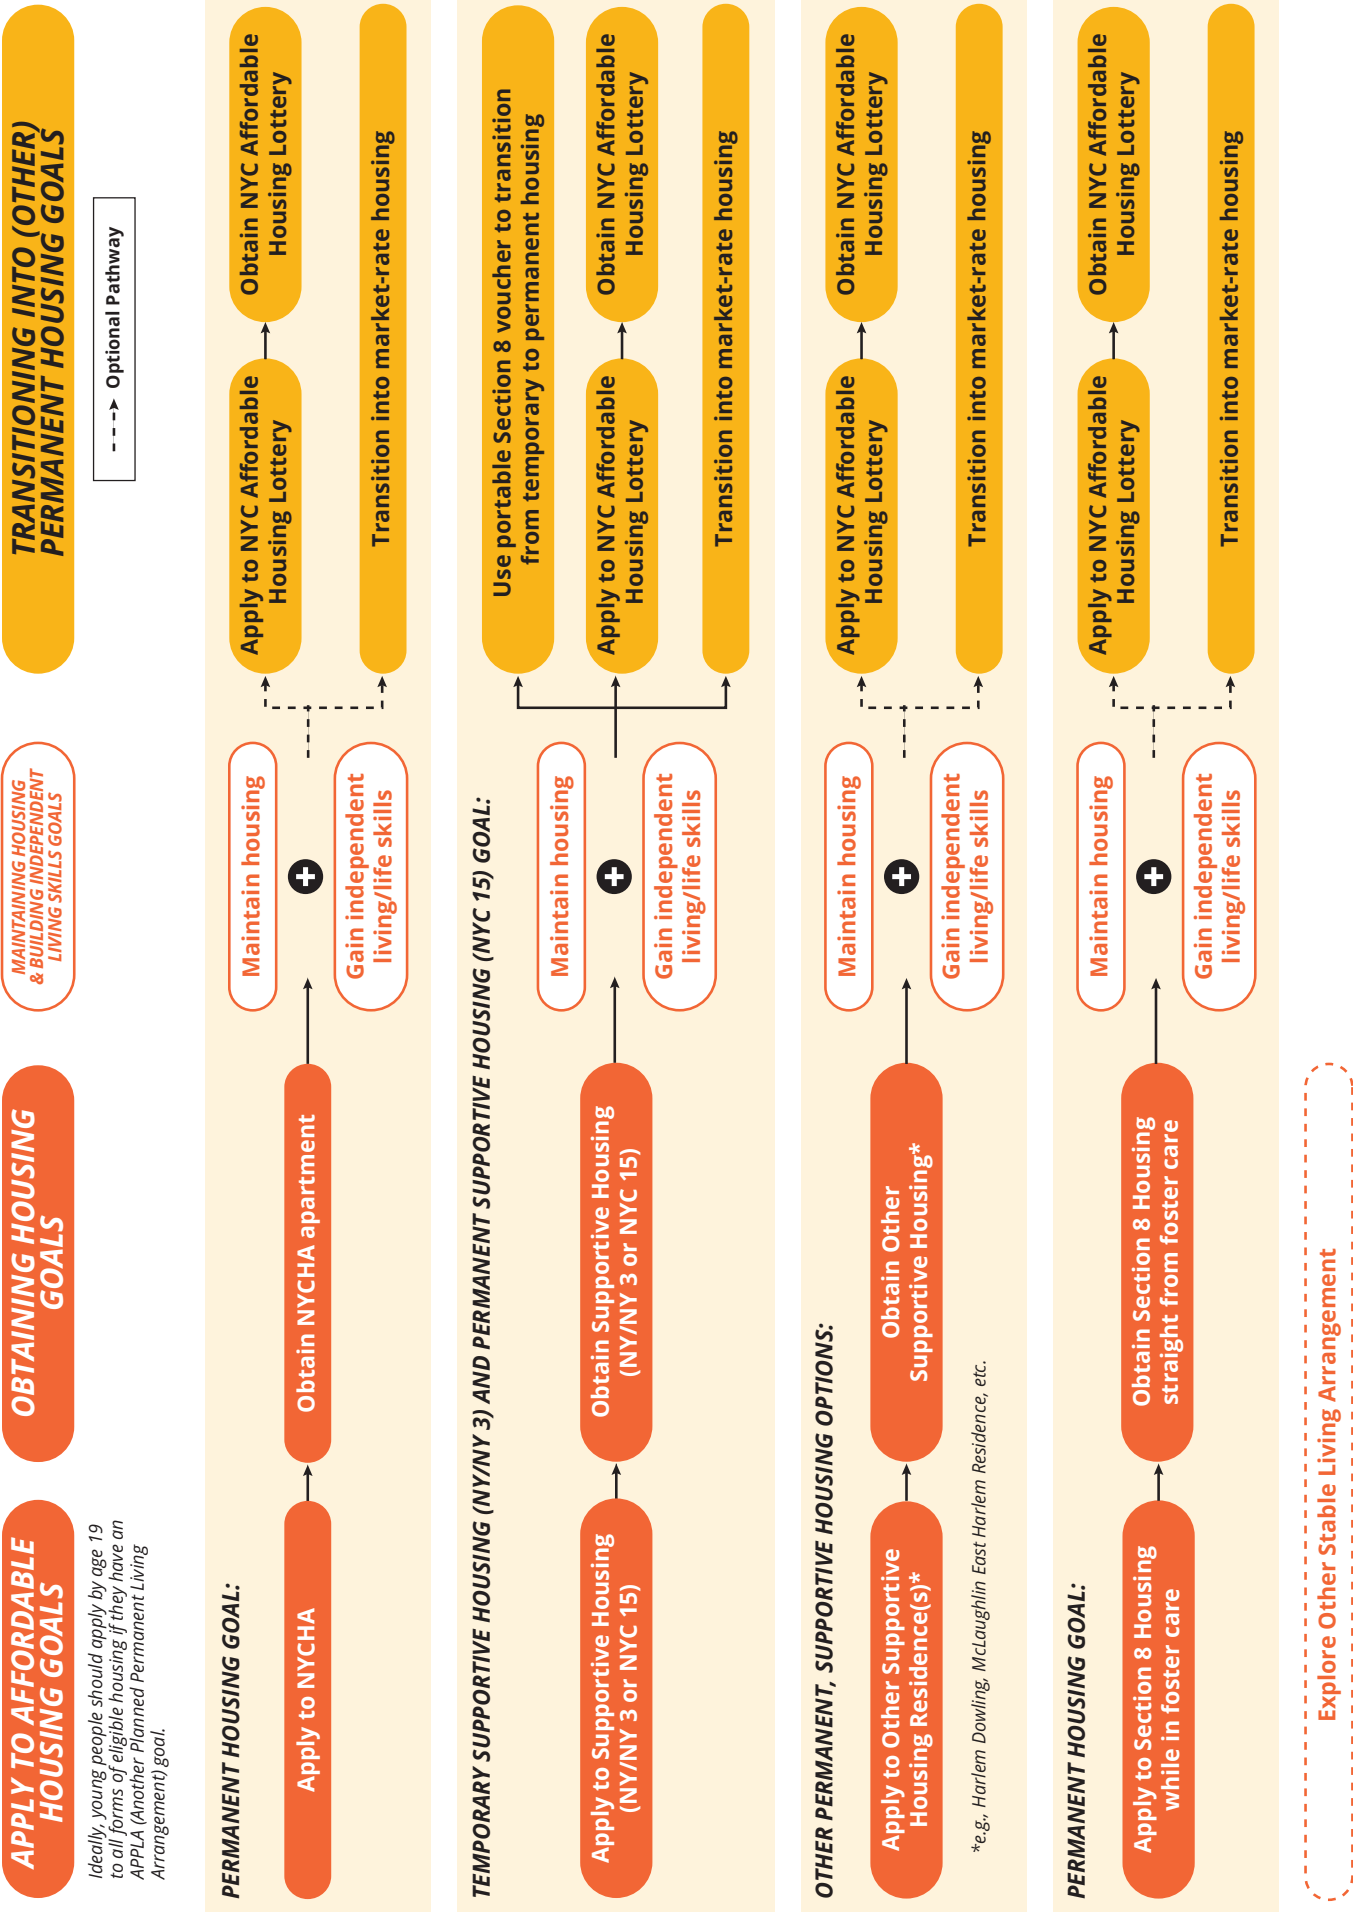 APPLY TO AFFORDABLE
HOUSING GOALS
OBTAINING HOUSING
GOALS
MAINTAINING HOUSING
& BUILDING INDEPENDENT
LIVING SKILLS GOALS
TRANSITIONING INTO (OTHER)
PERMANENT HOUSING GOALS
Ideally, young people should apply by age 19
to all forms of eligible housing if they have an
APPLA (Another Planned Permanent Living
Arrangement) goal.
Optional Pathway
PERMANENT HOUSING GOAL:
Apply to NYCHA
Obtain NYCHA apartment
Maintain housing
Gain independent
living/life skills
Apply to NYC Affordable
Housing Lottery
Obtain NYC Affordable
Housing Lottery
Transition into market-rate housing
TEMPORARY SUPPORTIVE HOUSING (NY/NY 3) AND PERMANENT SUPPORTIVE HOUSING (NYC 15) GOAL:
Apply to Supportive Housing
(NY/NY 3 or NYC 15)
Obtain Supportive Housing
(NY/NY 3 or NYC 15)
Maintain housing
Gain independent
living/life skills
Use portable Section 8 voucher to transition
from temporary to permanent housing
Apply to NYC Affordable
Housing Lottery
Obtain NYC Affordable
Housing Lottery
Transition into market-rate housing
OTHER PERMANENT, SUPPORTIVE HOUSING OPTIONS:
Apply to Other Supportive
Housing Residence(s)*
Obtain Other
Supportive Housing*
Maintain housing
Gain independent
living/life skills
Apply to NYC Affordable
Housing Lottery
Obtain NYC Affordable
Housing Lottery
Transition into market-rate housing
*e.g., Harlem Dowling, McLaughlin East Harlem Residence, etc.
PERMANENT HOUSING GOAL:
Apply to Section 8 Housing
while in foster care
Obtain Section 8 Housing
straight from foster care
Maintain housing
Gain independent
living/life skills
Apply to NYC Affordable
Housing Lottery
Obtain NYC Affordable
Housing Lottery
Transition into market-rate housing
Explore Other Stable Living Arrangement